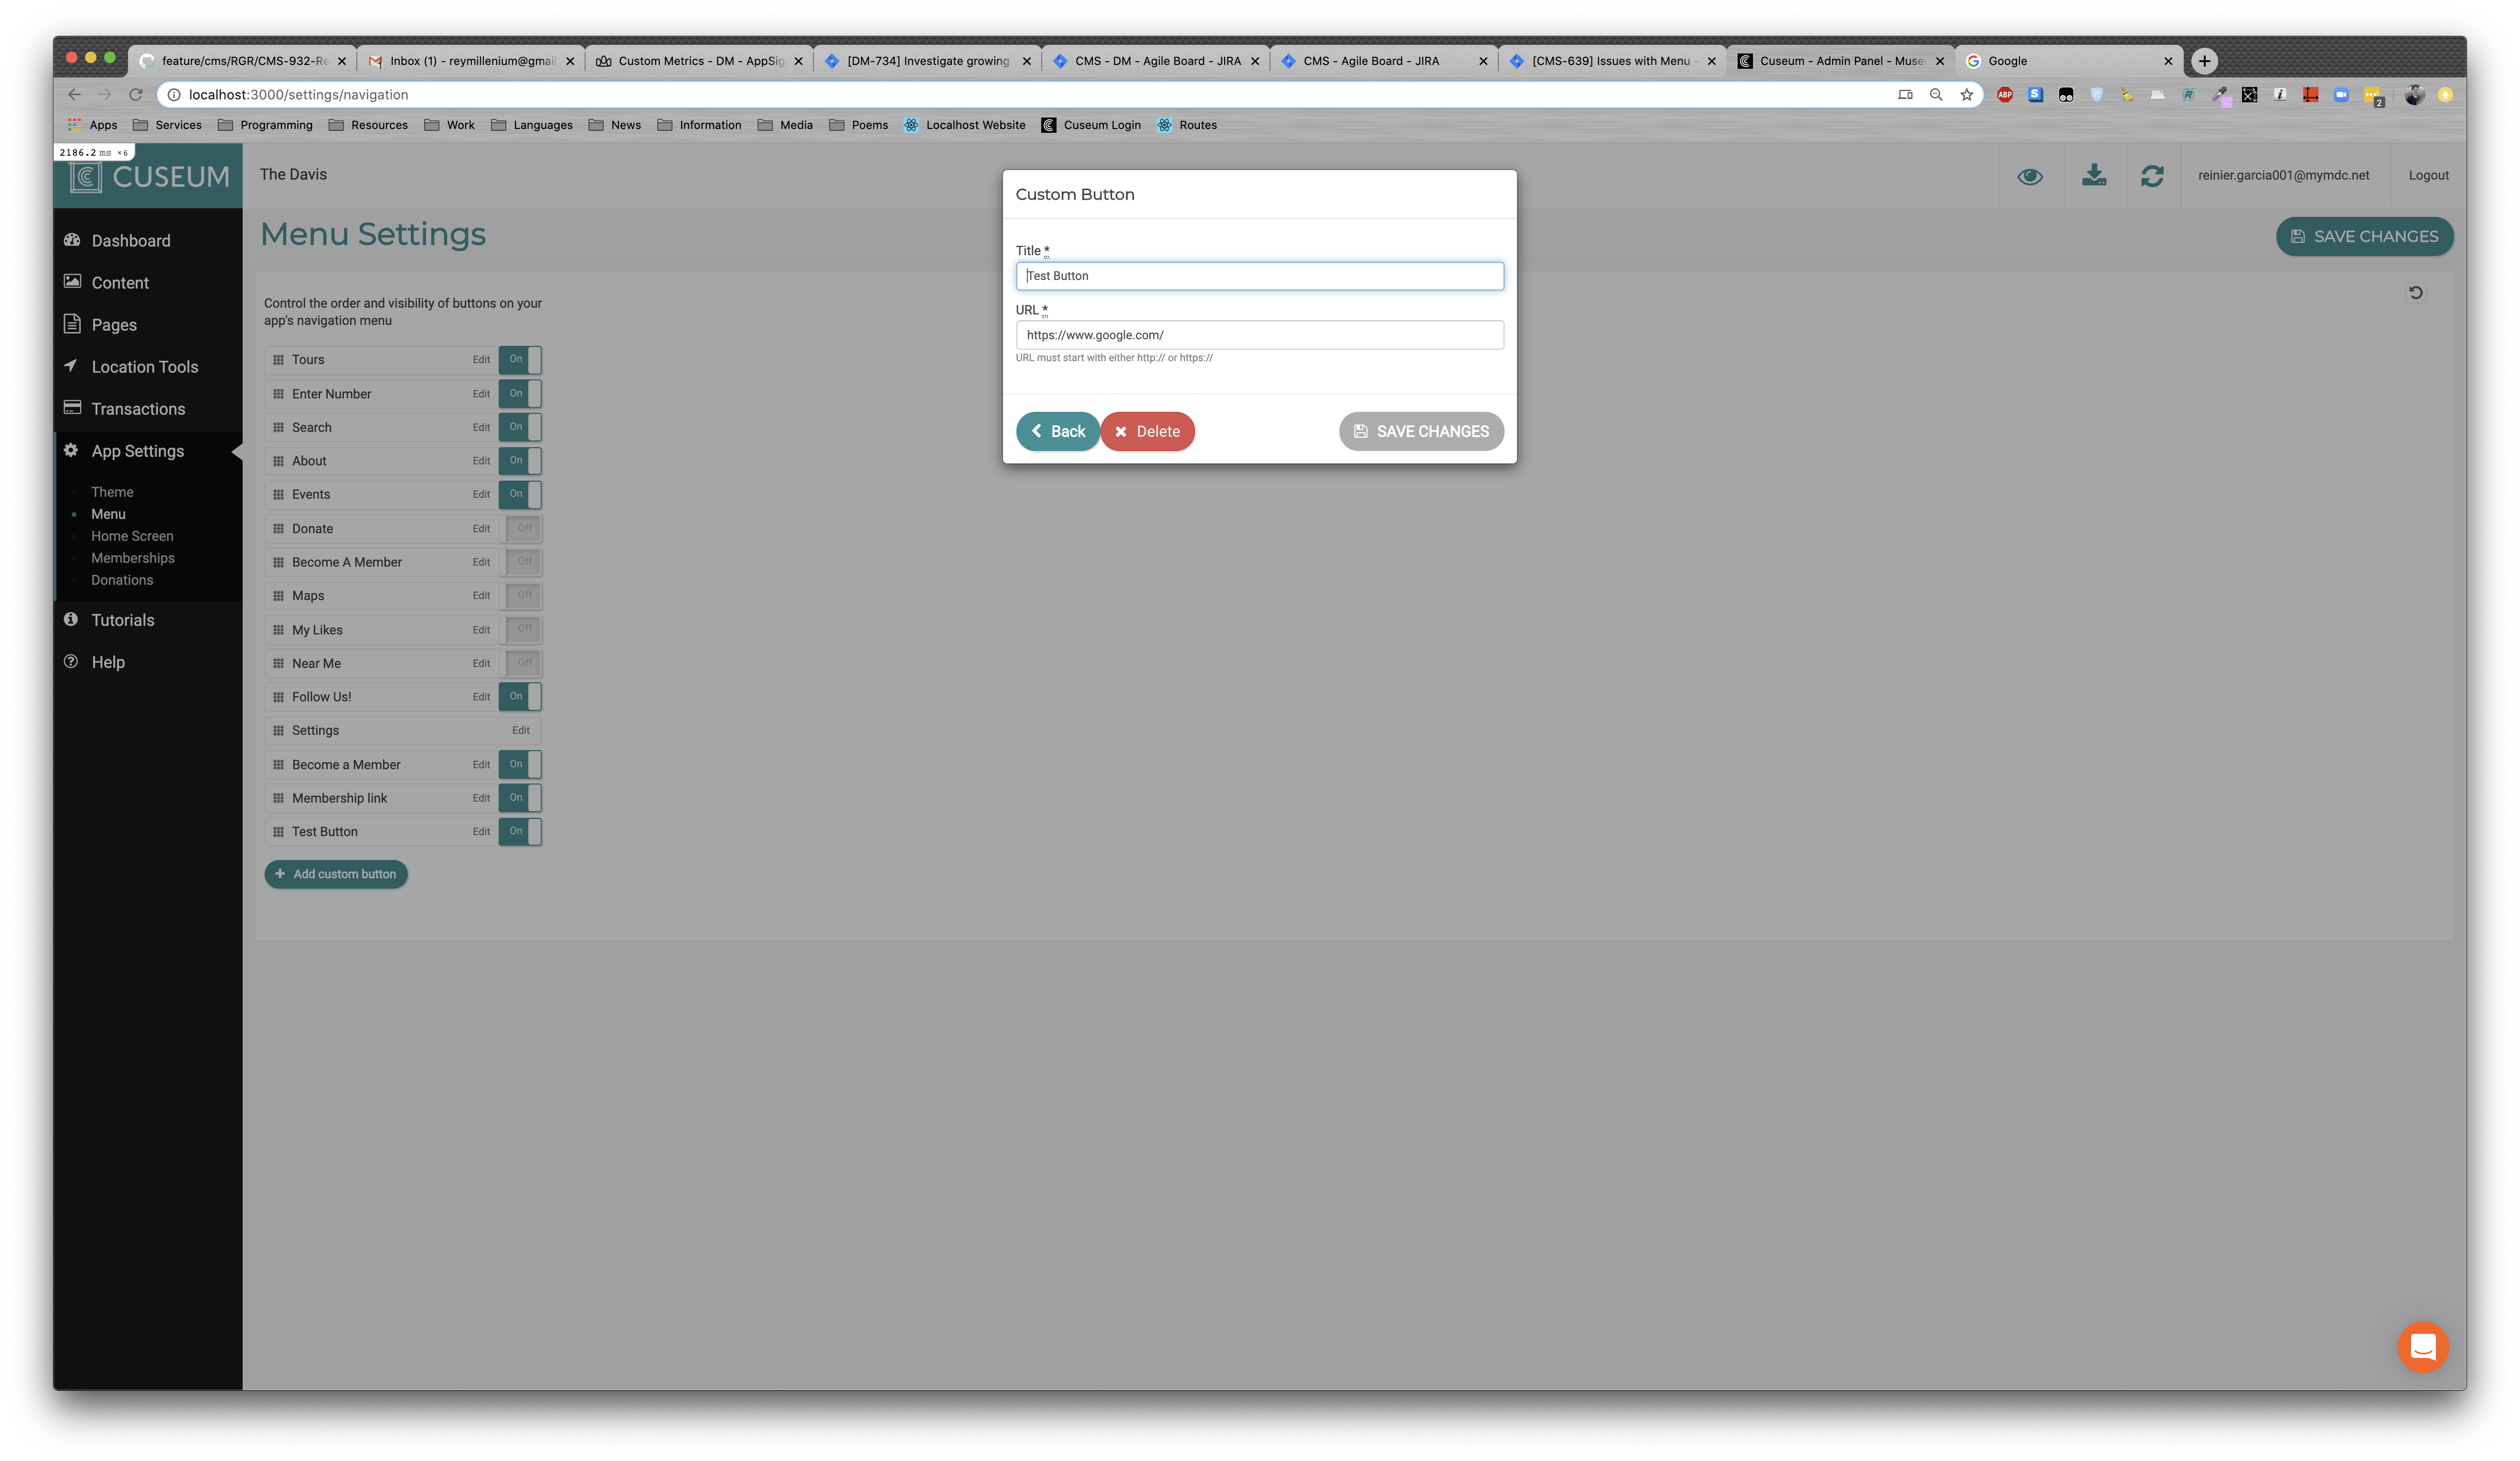 feature/cms/RGR/CMS-932-Re
Inbox (1) - reymillenium@gmai
Custom Metrics - DM - AppSig
[DM-734] Investigate growing
CMS - DM - Agile Board - JIRA
CMS - Agile Board - JIRA
[CMS-639] Issues with Menu -
Cuseum - Admin Panel - Muse
Google
localhost:3000/settings/navigation
ABP
2
Apps
Services
Programming
Resources
Work
Languages
News
Information
Media
Poems
Localhost Website
Cuseum Login
Routes
2186.2 ms ×6
CUSEUM
The Davis
reinier.garcia001@mymdc.net
Logout
Dashboard
Content
Pages
Location Tools
Transactions
App Settings
Theme
Menu
Home Screen
Memberships
Donations
Tutorials
Help
Menu Settings
SAVE CHANGES
Control the order and visibility of buttons on your
app's navigation menu
Tours Edit On
Enter Number Edit On
Search Edit On
About Edit On
Events Edit On
Donate Edit Off
Become A Member Edit Off
Maps Edit Off
My Likes Edit Off
Near Me Edit Off
Follow Us! Edit On
Settings Edit
Become a Member Edit On
Membership link Edit On
Test Button Edit On
Add custom button
Custom Button
Title *
Test Button
URL *
https://www.google.com/
URL must start with either http:// or https://
Back
Delete
SAVE CHANGES